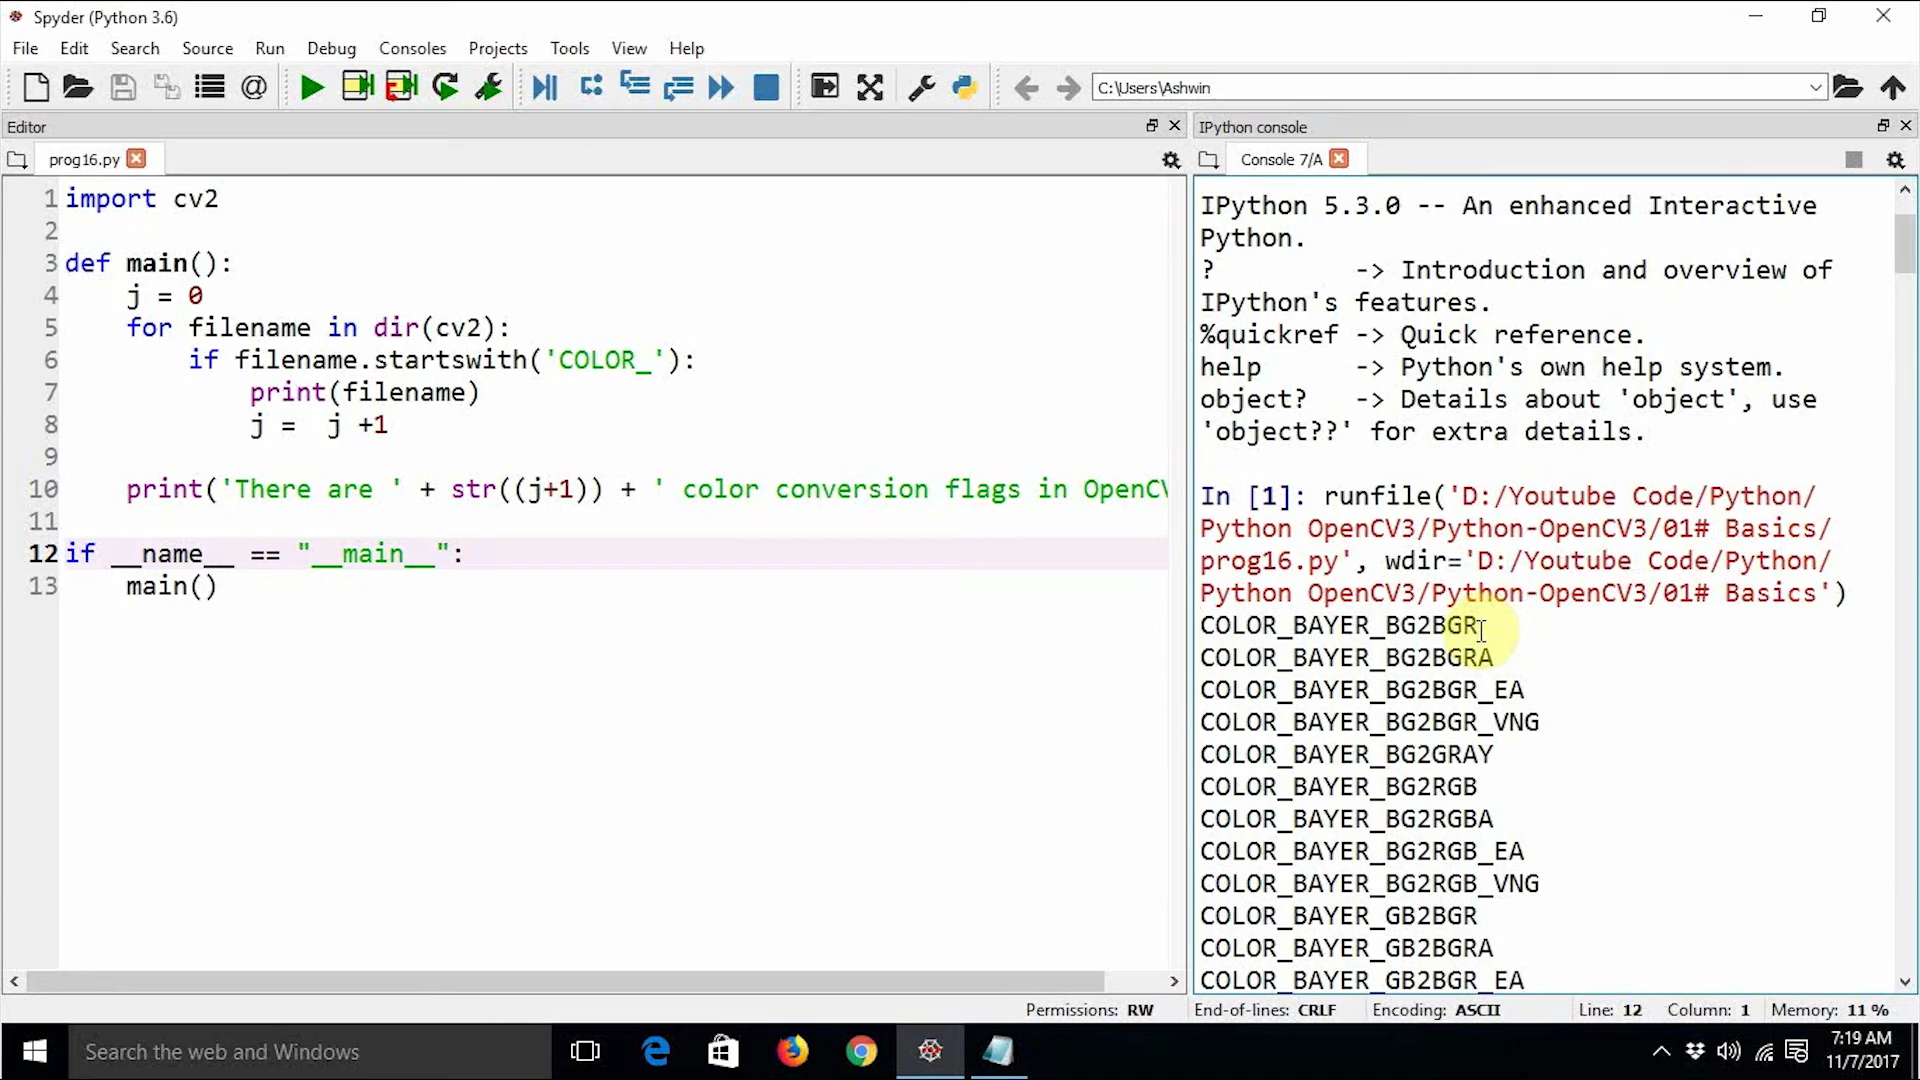 Spyder (Python 3.6)
File Edit Search Source Run Debug Consoles Projects Tools View Help
C:\Users\Ashwin
Editor
prog16.py
1 import cv2
2
3 def main():
4     j = 0
5     for filename in dir(cv2):
6         if filename.startswith('COLOR_'):
7             print(filename)
8             j =  j +1
9
10     print('There are ' + str((j+1)) + ' color conversion flags in OpenCV
11
12 if __name__ == "__main__":
13     main()
IPython console
Console 7/A
IPython 5.3.0 -- An enhanced Interactive
Python.
?         -> Introduction and overview of
IPython's features.
%quickref -> Quick reference.
help      -> Python's own help system.
object?   -> Details about 'object', use
'object??' for extra details.
In [1]: runfile('D:/Youtube Code/Python/
Python OpenCV3/Python-OpenCV3/01# Basics/
prog16.py', wdir='D:/Youtube Code/Python/
Python OpenCV3/Python-OpenCV3/01# Basics')
COLOR_BAYER_BG2BGR
COLOR_BAYER_BG2BGRA
COLOR_BAYER_BG2BGR_EA
COLOR_BAYER_BG2BGR_VNG
COLOR_BAYER_BG2GRAY
COLOR_BAYER_BG2RGB
COLOR_BAYER_BG2RGBA
COLOR_BAYER_BG2RGB_EA
COLOR_BAYER_BG2RGB_VNG
COLOR_BAYER_GB2BGR
COLOR_BAYER_GB2BGRA
COLOR_BAYER_GB2BGR_EA
Permissions: RW End-of-lines: CRLF Encoding: ASCII Line: 12 Column: 1 Memory: 11 %
Search the web and Windows
7:19 AM
11/7/2017